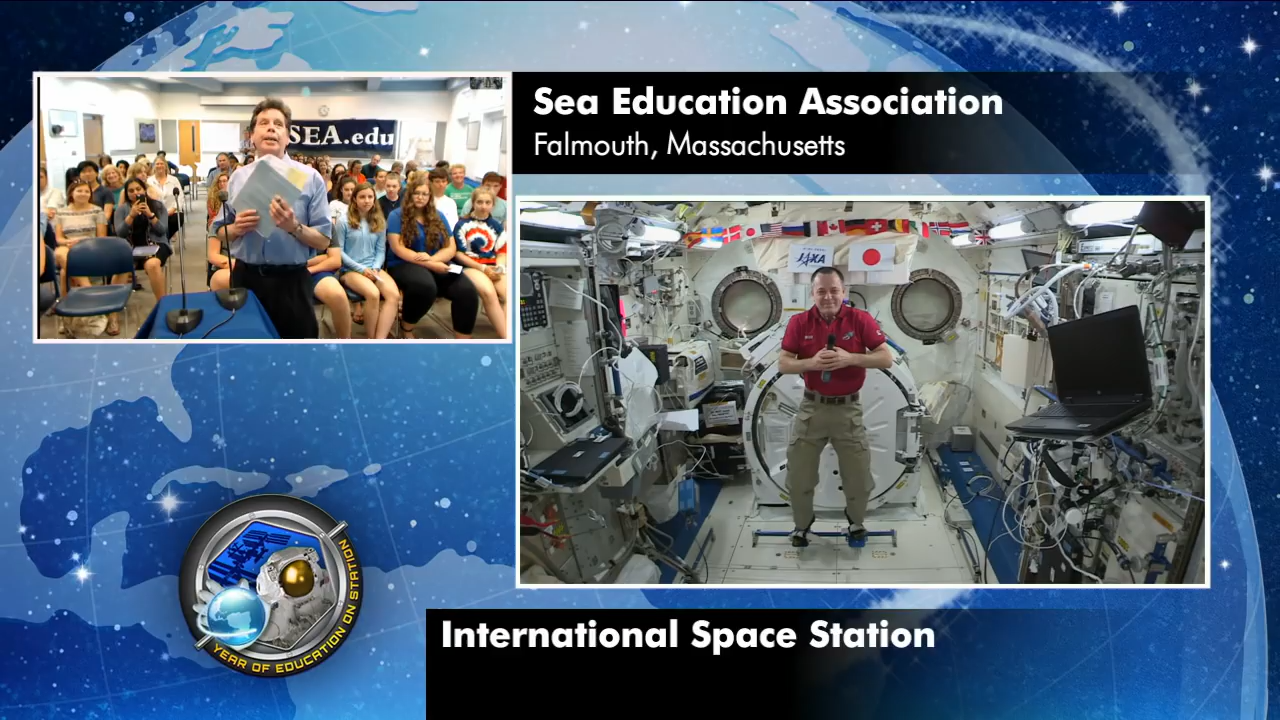 Sea Education Association
Falmouth, Massachusetts
SEA.edu
JAXA
International Space Station
YEAR OF EDUCATION ON STATION